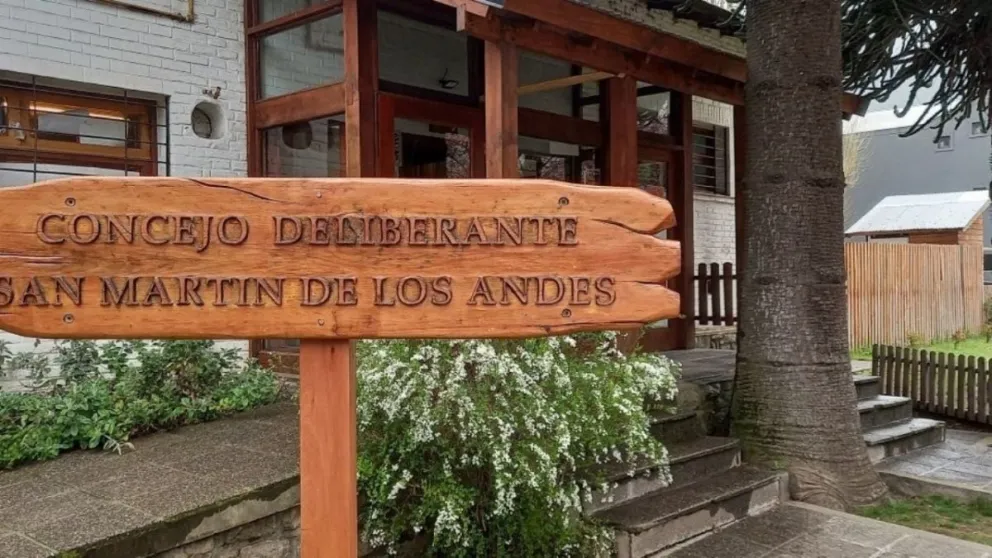 CONCEJO DELIBERANTE
SAN MARTIN DE LOS ANDES